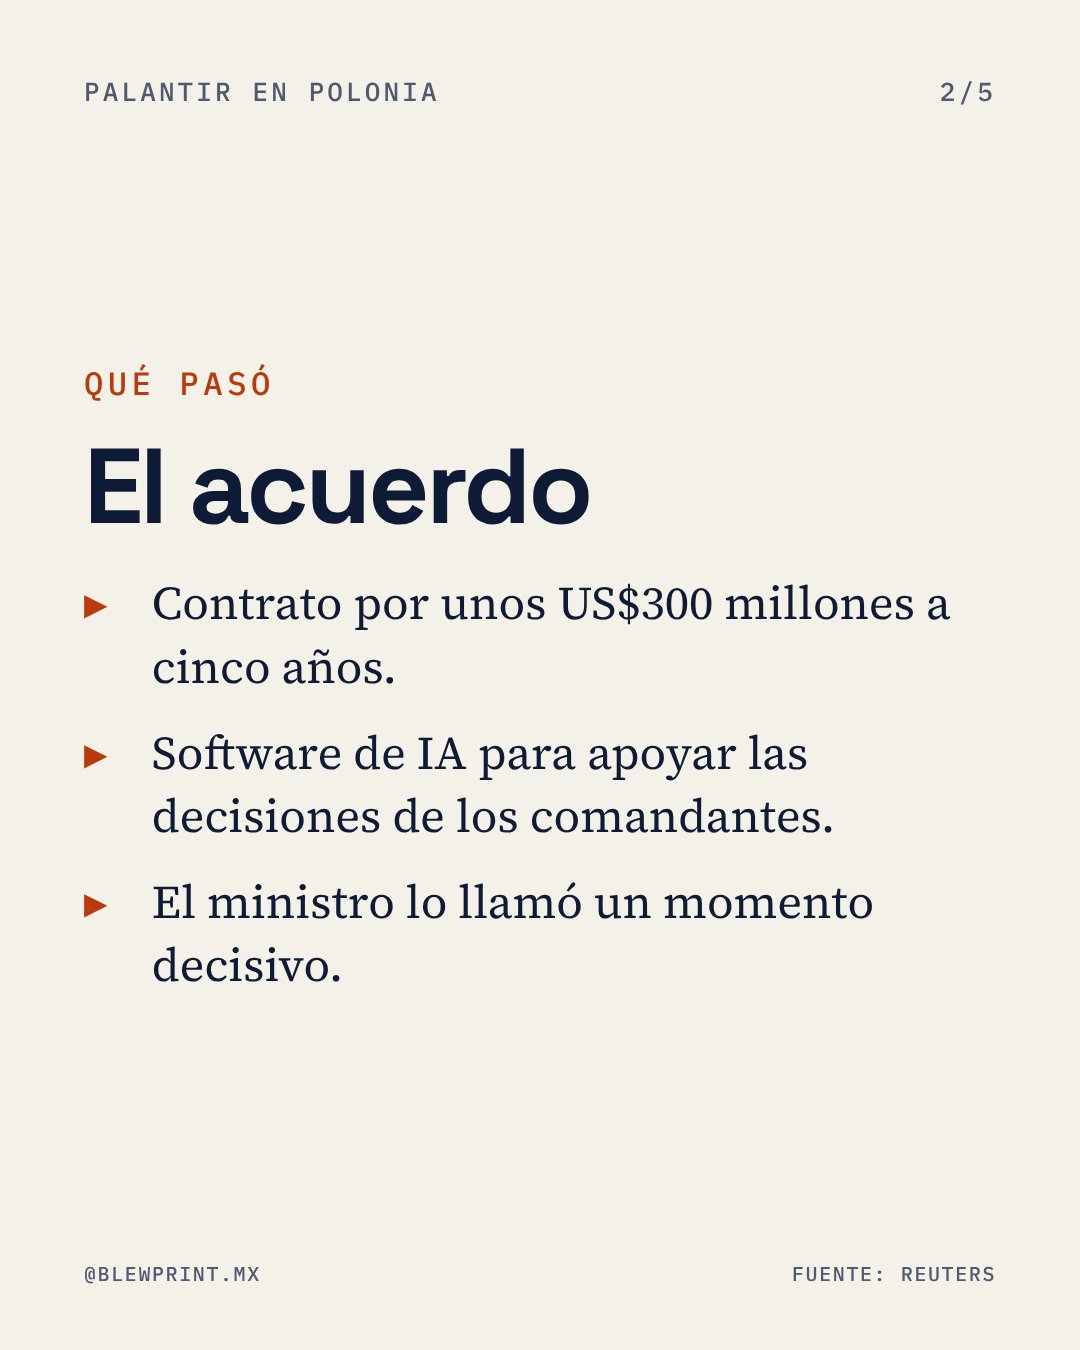 PALANTIR EN POLONIA
2/5
QUÉ PASÓ
El acuerdo
▶ Contrato por unos US$300 millones a
cinco años.
▶ Software de IA para apoyar las
decisiones de los comandantes.
▶ El ministro lo llamó un momento
decisivo.
@BLEWPRINT.MX
FUENTE: REUTERS